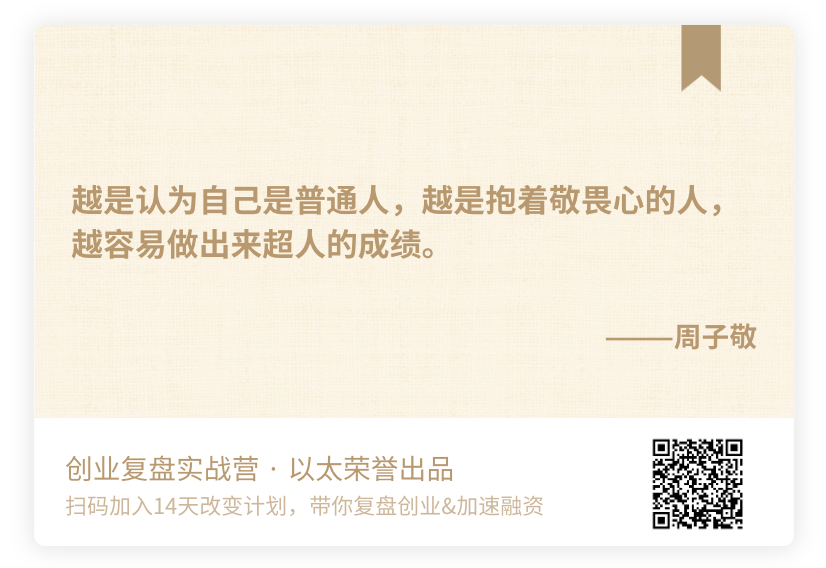 越是认为自己是普通人，越是抱着敬畏心的人，
越容易做出来超人的成绩。
——周子敬
创业复盘实战营 · 以太荣誉出品
扫码加入14天改变计划，带你复盘创业&加速融资